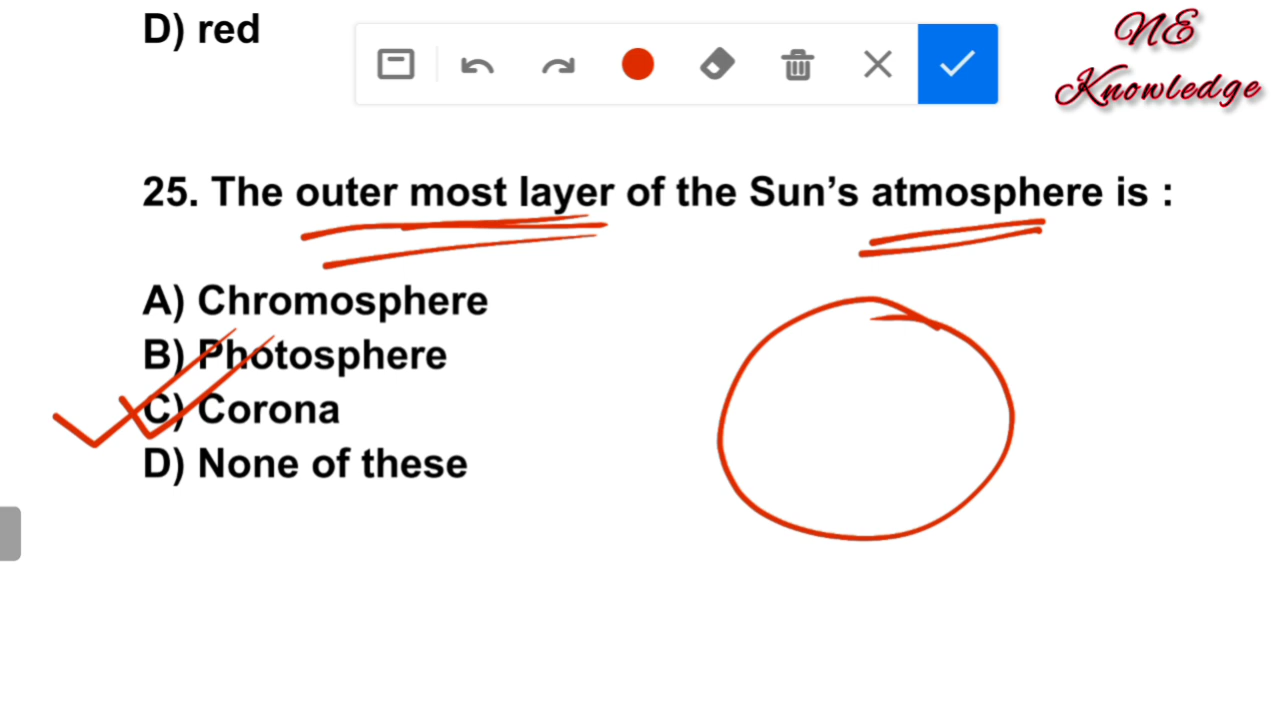 D) red
NE
Knowledge
25. The outer most layer of the Sun’s atmosphere is :
A) Chromosphere
B) Photosphere
C) Corona
D) None of these